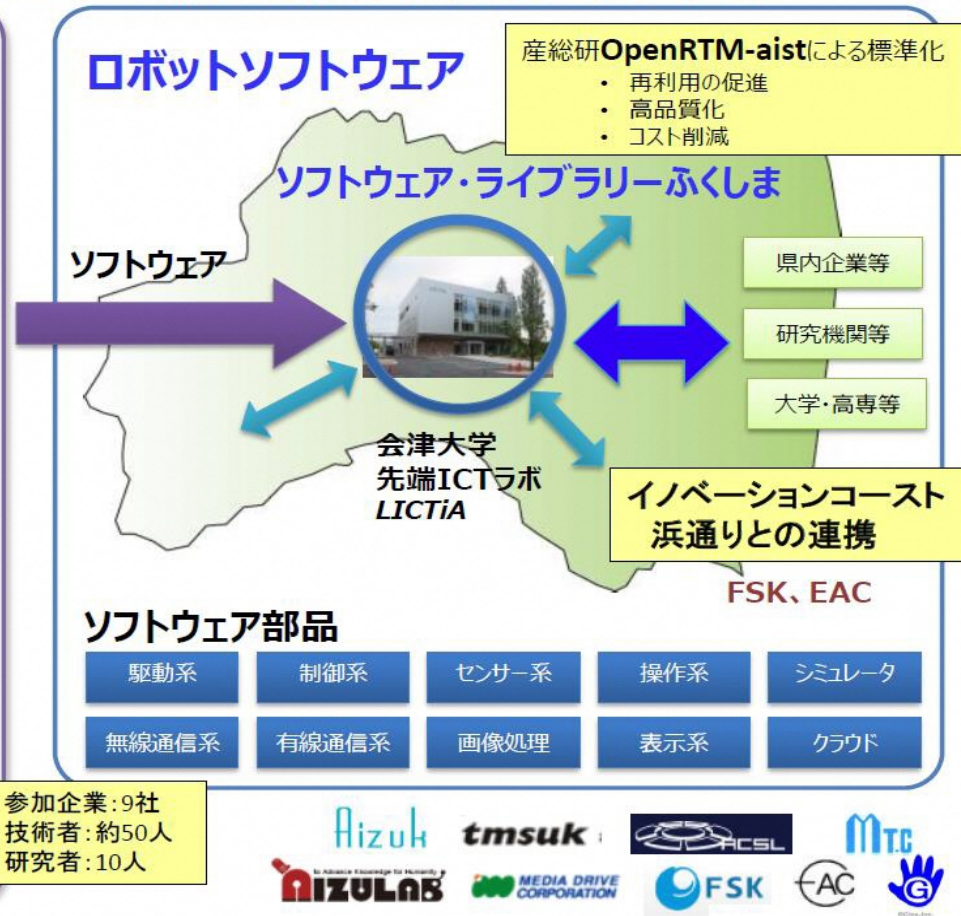 ロボットソフトウェア
産総研OpenRTM-aistによる標準化
• 再利用の促進
• 高品質化
• コスト削減
ソフトウェア・ライブラリーふくしま
ソフトウェア
県内企業等
研究機関等
大学・高専等
会津大学
先端ICTラボ
LICTiA
イノベーションコースト
浜通りとの連携
FSK、EAC
ソフトウェア部品
駆動系
制御系
センサー系
操作系
シミュレータ
無線通信系
有線通信系
画像処理
表示系
クラウド
参加企業：9社
技術者：約50人
研究者：10人
Aizuk
tmsuk
ACSL
MTC
To Advance Knowledge for Humanity
AIZULAB
MEDIA DRIVE
CORPORATION
FSK
EAC
G